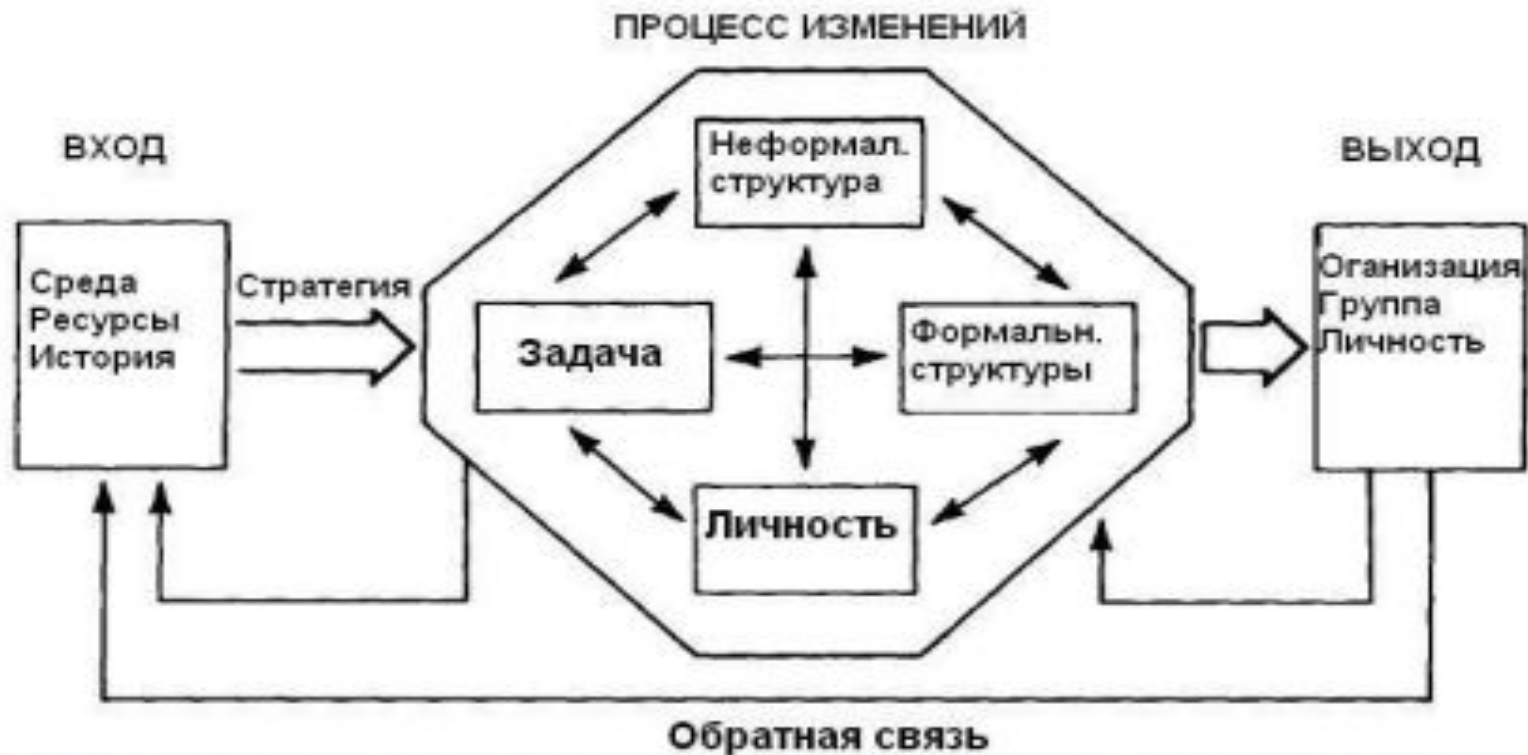 ПРОЦЕСС ИЗМЕНЕНИЙ
ВХОД
ВЫХОД
Неформал.
структура
Среда
Ресурсы
История
Стратегия
Задача
Формальн.
структуры
Оганизация
Группа
Личность
Личность
Обратная связь